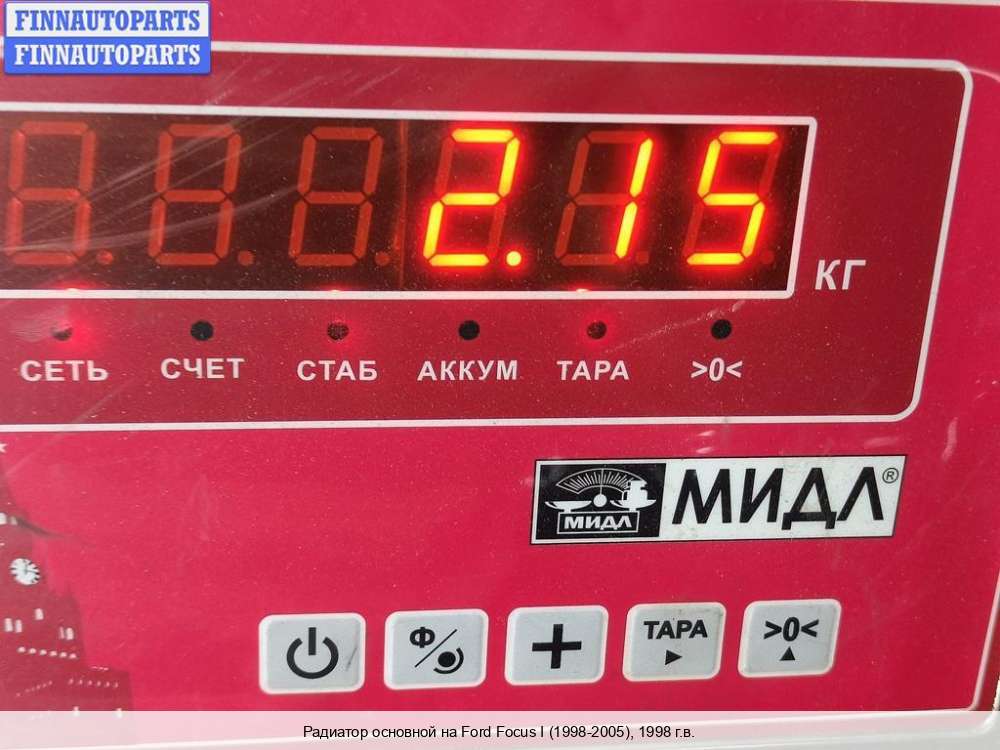 FINNAUTOPARTS
FINNAUTOPARTS
2.15
КГ
СЕТЬ СЧЕТ СТАБ АККУМ ТАРА >0<
МИДЛ МИДЛ®
Ф ТАРА >0<
Радиатор основной на Ford Focus I (1998-2005), 1998 г.в.